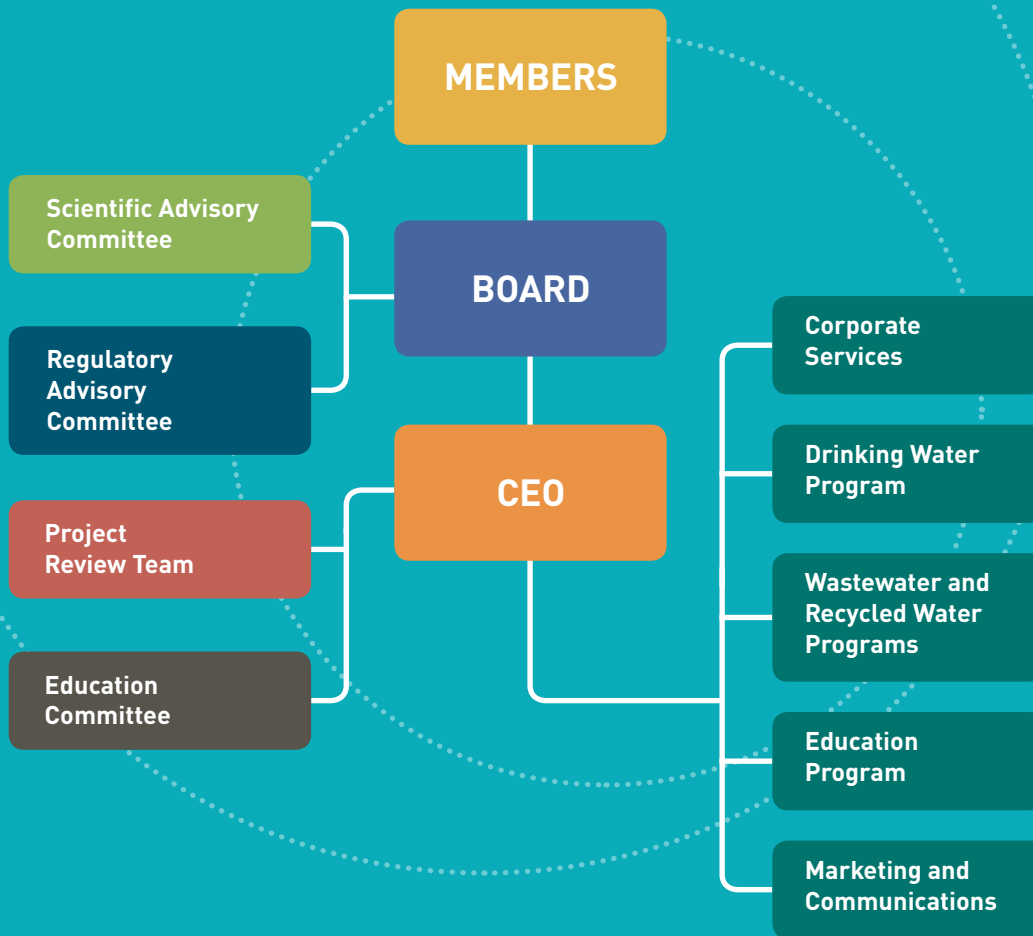 MEMBERS
Scientific Advisory
Committee
BOARD
Regulatory
Advisory
Committee
CEO
Project
Review Team
Education
Committee
Corporate
Services
Drinking Water
Program
Wastewater and
Recycled Water
Programs
Education
Program
Marketing and
Communications